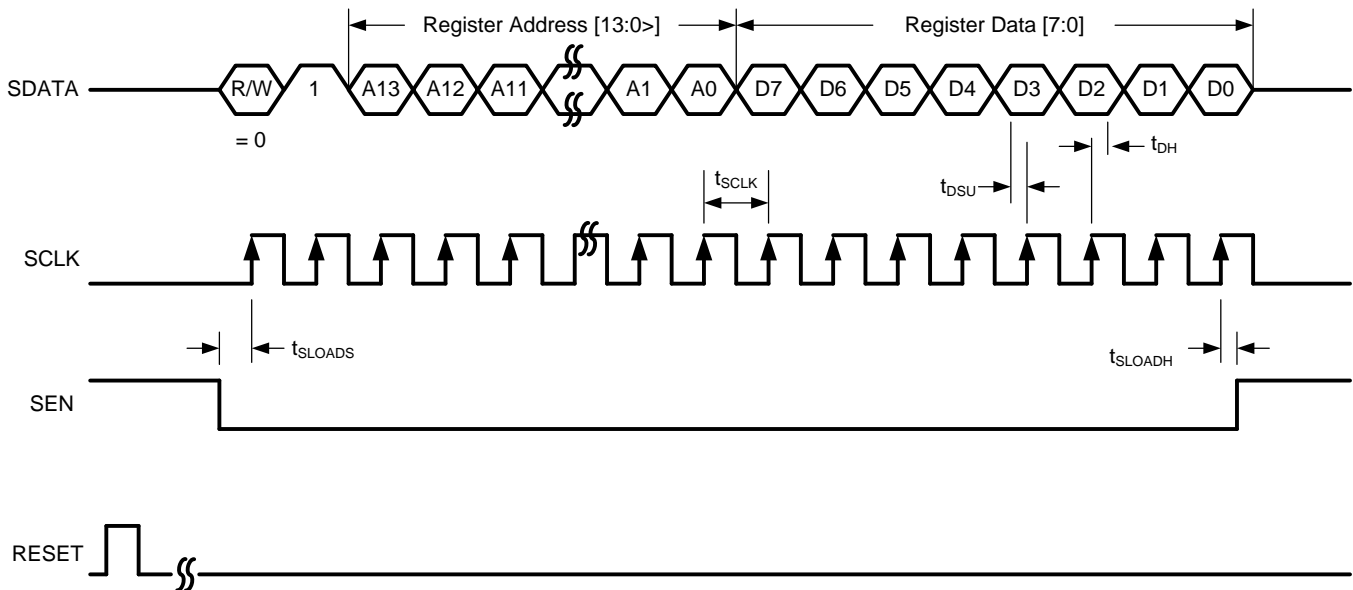 Register Address [13:0>] Register Data [7:0]
SDATA R/W 1 A13 A12 A11 A1 A0 D7 D6 D5 D4 D3 D2 D1 D0
= 0 tDH
tSCLK tDSU
SCLK
tSLOADS tSLOADH
SEN
RESET